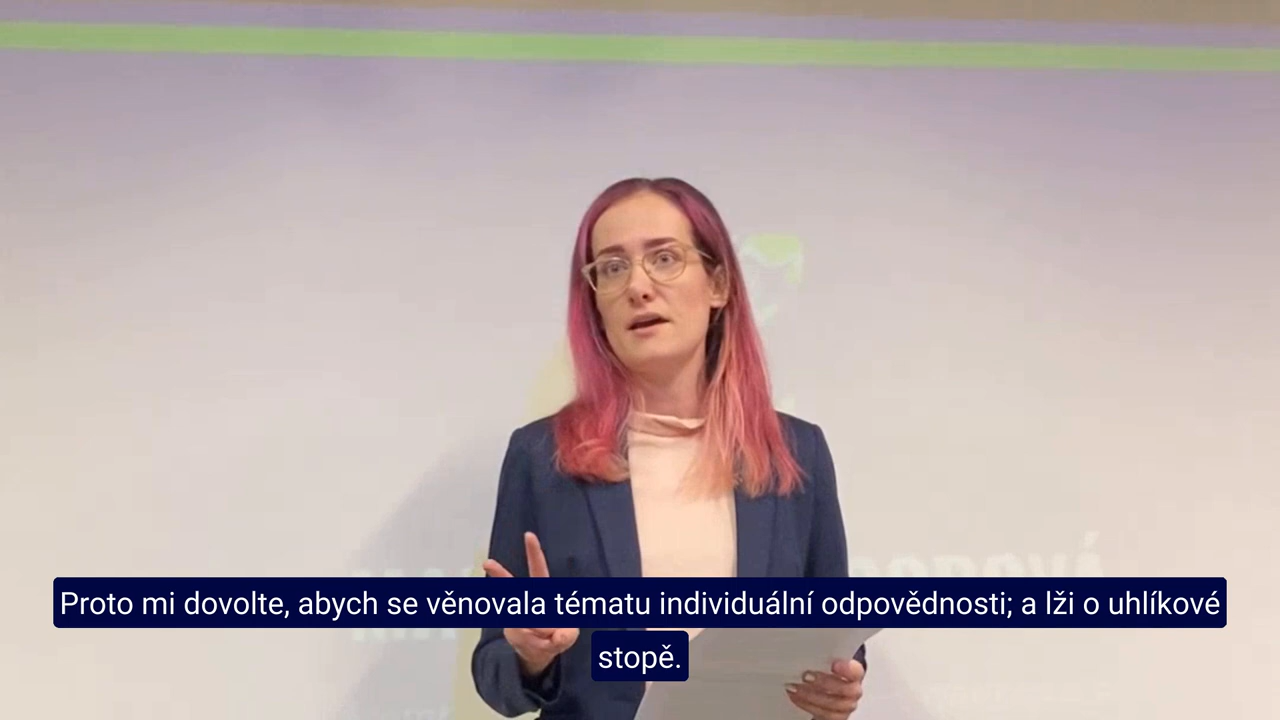 Proto mi dovolte, abych se věnovala tématu individuální odpovědnosti; a lži o uhlíkové
stopě.